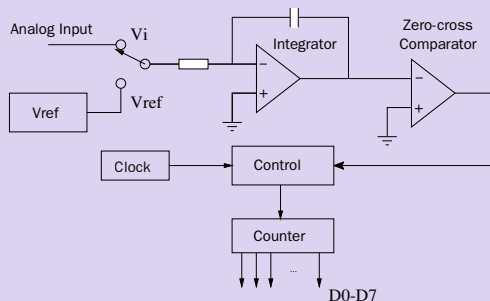 Analog Input
Vi
Zero-cross
Comparator
Integrator
−
+
−
+
Vref
Vref
Clock
Control
Counter
...
D0-D7